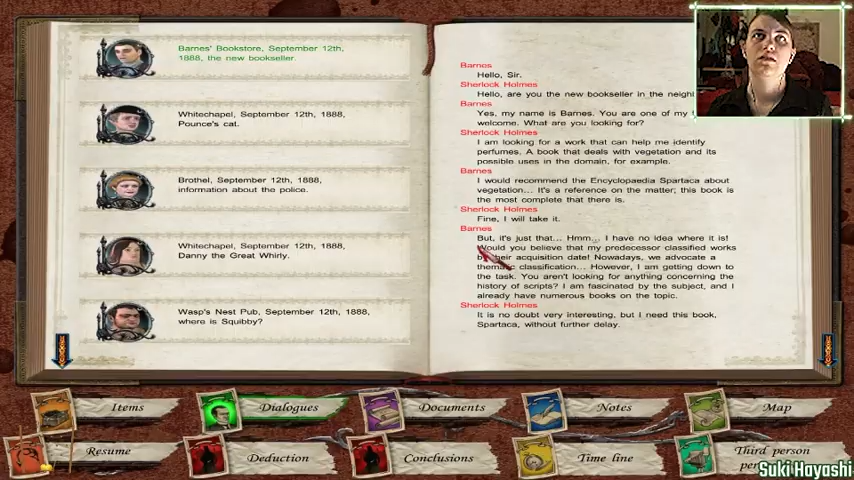 Barnes' Bookstore, September 12th,
1888, the new bookseller.
Whitechapel, September 12th, 1888,
Pounce's cat.
Brothel, September 12th, 1888,
information about the police.
Whitechapel, September 12th, 1888,
Danny the Great Whirly.
Wasp's Nest Pub, September 12th, 1888,
where is Squibby?
Barnes
Hello, Sir.
Sherlock Holmes
Hello, are you the new bookseller in the
Barnes
Yes, my name is Barnes. You are one of my
welcome. What are you looking for?
Sherlock Holmes
I am looking for a work that can help me identify
perfumes. A book that deals with vegetation and its
possible uses in the domain, for example.
Barnes
I would recommend the Encyclopaedia Spartaca about
vegetation... It's a reference on the matter; this book is
the most complete that there is.
Sherlock Holmes
Fine, I will take it.
Barnes
But, it's just that... Hmm... I have no idea where it is!
Would you believe that my predecessor classified works
their acquisition date! Nowadays, we advocate a
thematic classification... However, I am getting down to
the task. You aren't looking for anything concerning the
history of scripts? I am fascinated by the subject, and I
already have numerous books on the topic.
Sherlock Holmes
It is no doubt very interesting, but I need this book,
Spartaca, without further delay.
Items
Dialogues
Documents
Notes
Map
Resume
Deduction
Conclusions
Time line
Third person
Suki Hayashi